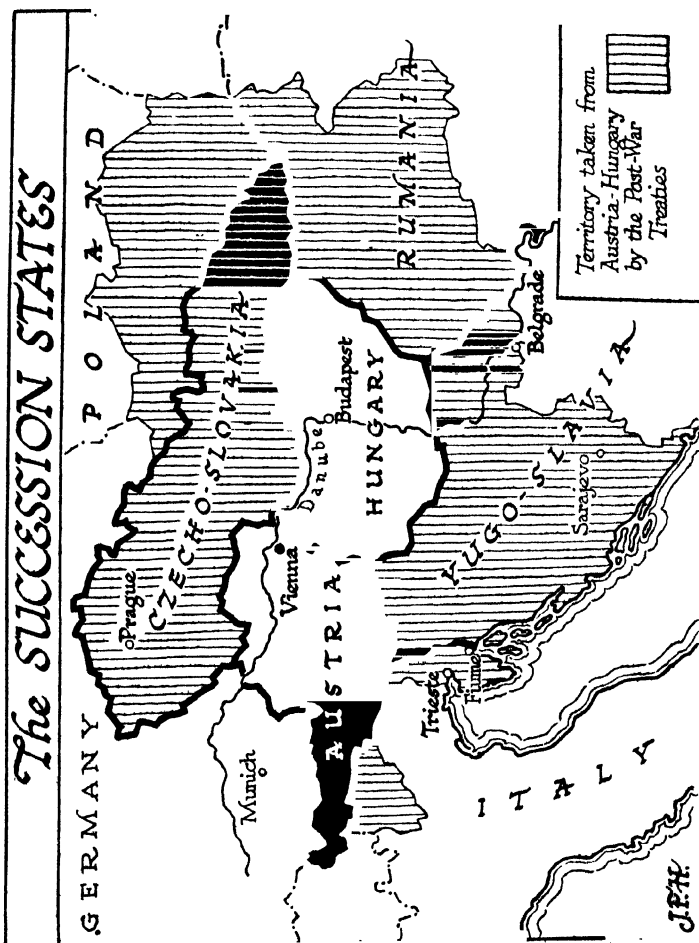 The SUCCESSION STATES
GERMANY
POLAND
Prague
CZECHO-SLOVAKIA
Munich
Vienna
Danube
Budapest
AUSTRIA
HUNGARY
RUMANIA
Trieste
Fiume
YUGO-SLAVIA
Belgrade
Sarajevo
ITALY
Territory taken from
Austria-Hungary
by the Post-War
Treaties
J.F.H.